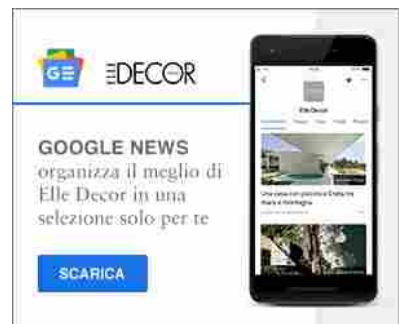 GE ELLE DECOR
GOOGLE NEWS
organizza il meglio di
Elle Decor in una
selezione solo per te
SCARICA
Elle Decor